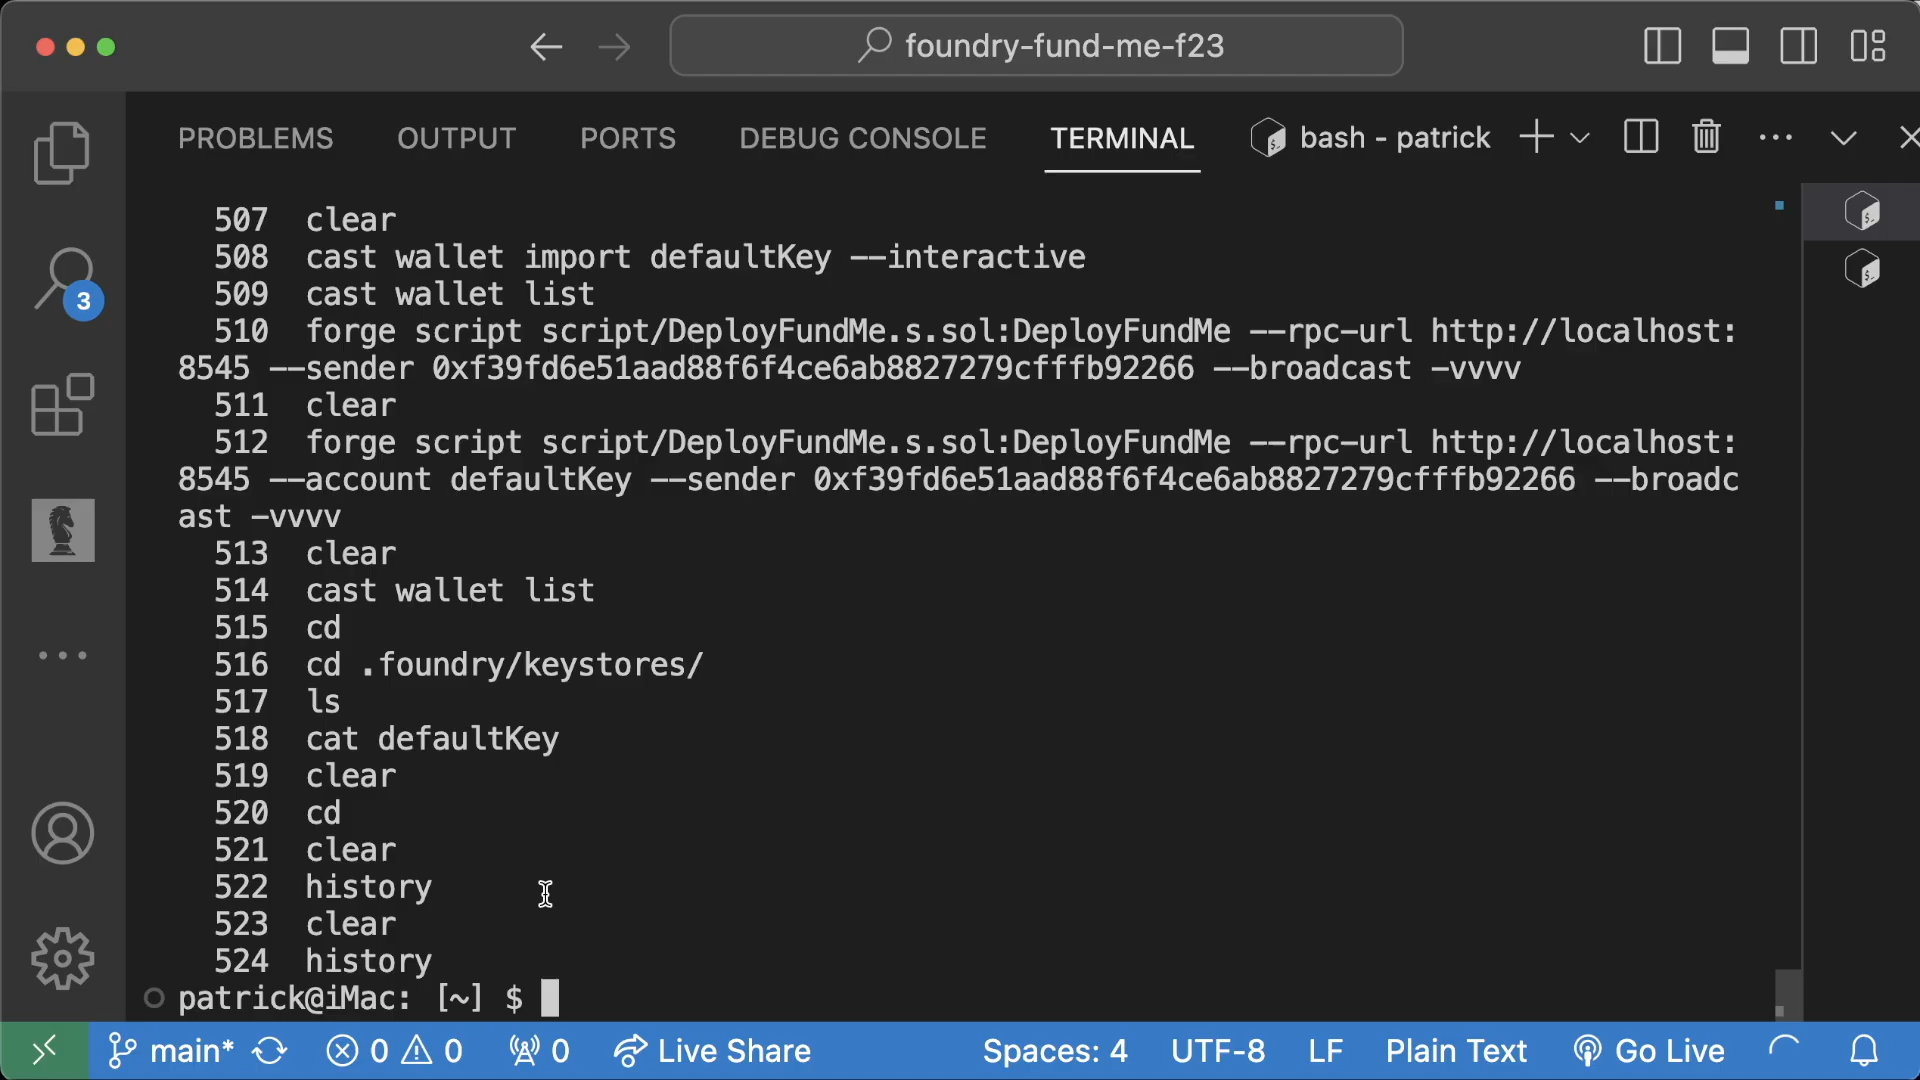 foundry-fund-me-f23
PROBLEMS OUTPUT PORTS DEBUG CONSOLE TERMINAL bash - patrick
507 clear
508 cast wallet import defaultKey --interactive
509 cast wallet list
510 forge script script/DeployFundMe.s.sol:DeployFundMe --rpc-url http://localhost:
8545 --sender 0xf39fd6e51aad88f6f4ce6ab8827279cfffb92266 --broadcast -vvvv
511 clear
512 forge script script/DeployFundMe.s.sol:DeployFundMe --rpc-url http://localhost:
8545 --account defaultKey --sender 0xf39fd6e51aad88f6f4ce6ab8827279cfffb92266 --broadc
ast -vvvv
513 clear
514 cast wallet list
515 cd
516 cd .foundry/keystores/
517 ls
518 cat defaultKey
519 clear
520 cd
521 clear
522 history
523 clear
524 history
patrick@iMac: [~] $
3
main* 0 0 0 Live Share Spaces: 4 UTF-8 LF Plain Text Go Live